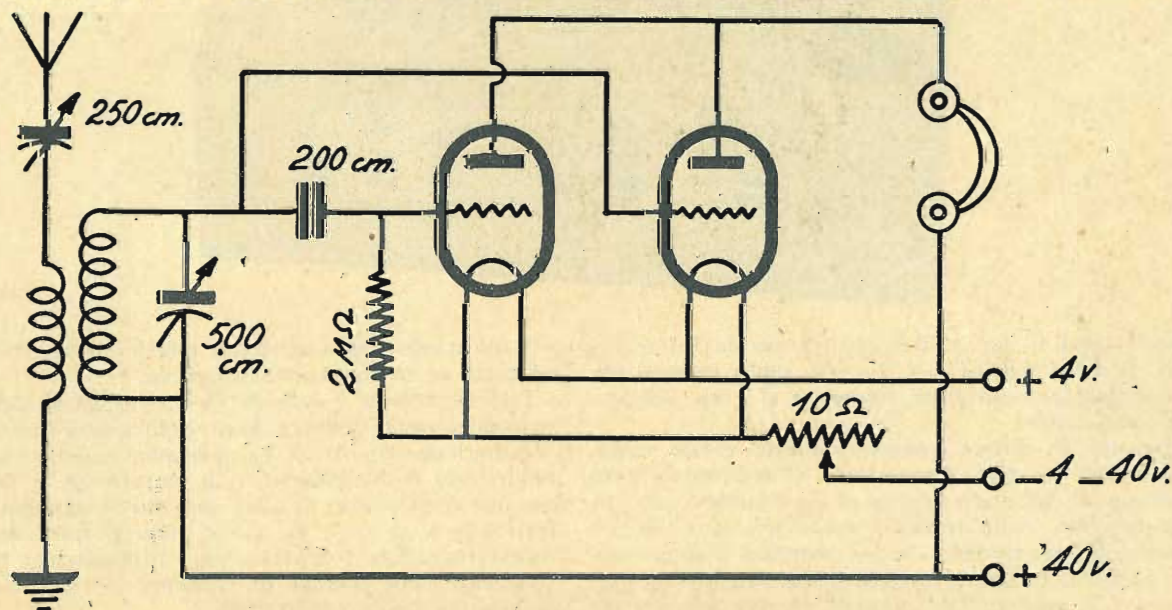 250 cm.
200 cm.
500
cm.
2 MΩ
10 Ω
+ 4v.
- 4 - 40v.
+ 40v.